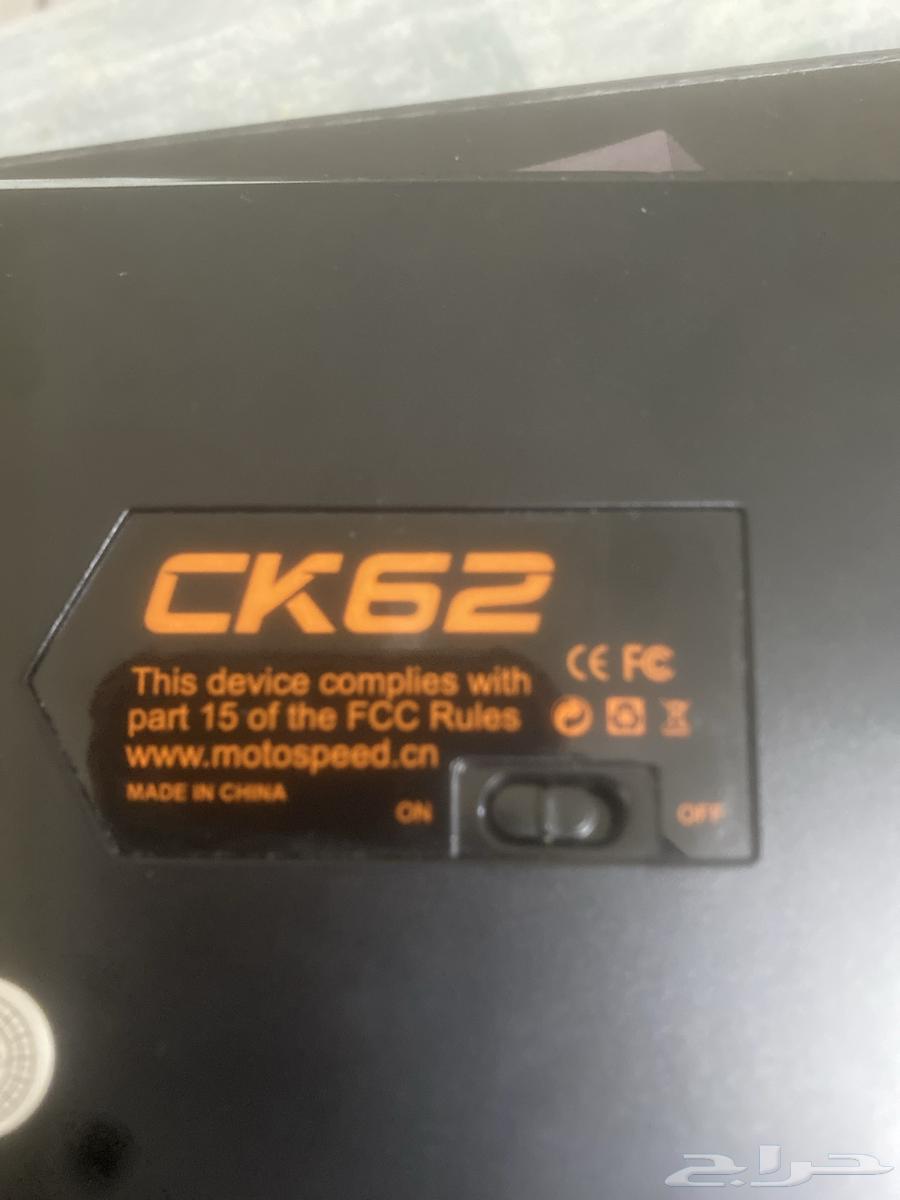 CK62
This device complies with
part 15 of the FCC Rules
www.motospeed.cn
MADE IN CHINA
CE FC
ON
OFF
حراج